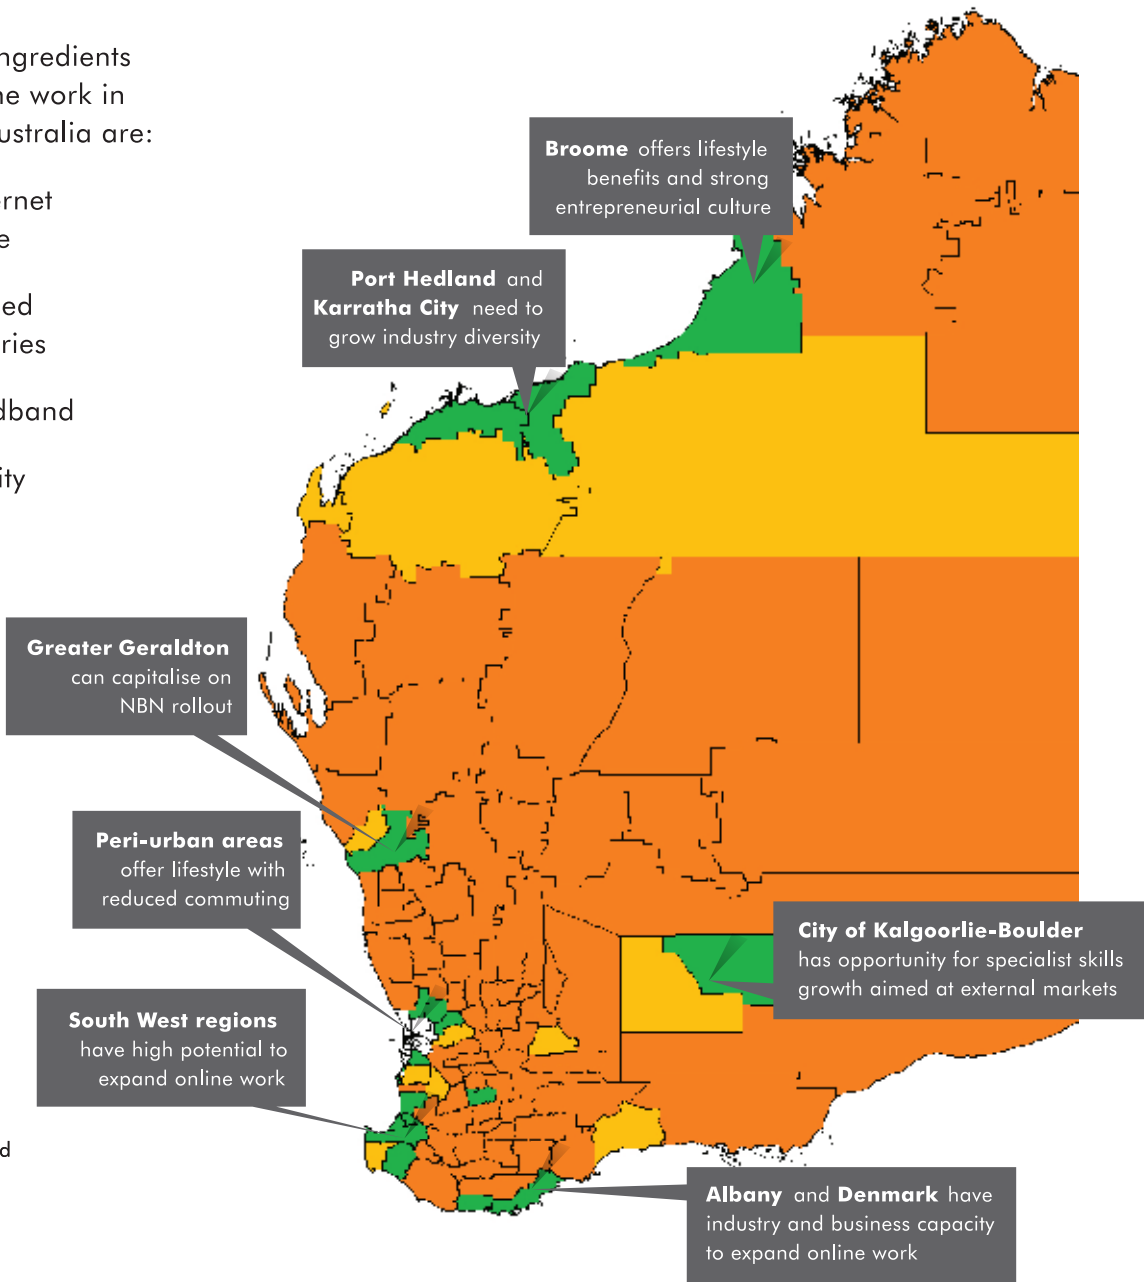 ngredients
ne work in
ustralia are:
ernet
e
ed
ries
dband
ity
Broome offers lifestyle
benefits and strong
entrepreneurial culture
Port Hedland and
Karratha City need to
grow industry diversity
Greater Geraldton
can capitalise on
NBN rollout
Peri-urban areas
offer lifestyle with
reduced commuting
City of Kalgoorlie-Boulder
has opportunity for specialist skills
growth aimed at external markets
South West regions
have high potential to
expand online work
d
Albany and Denmark have
industry and business capacity
to expand online work